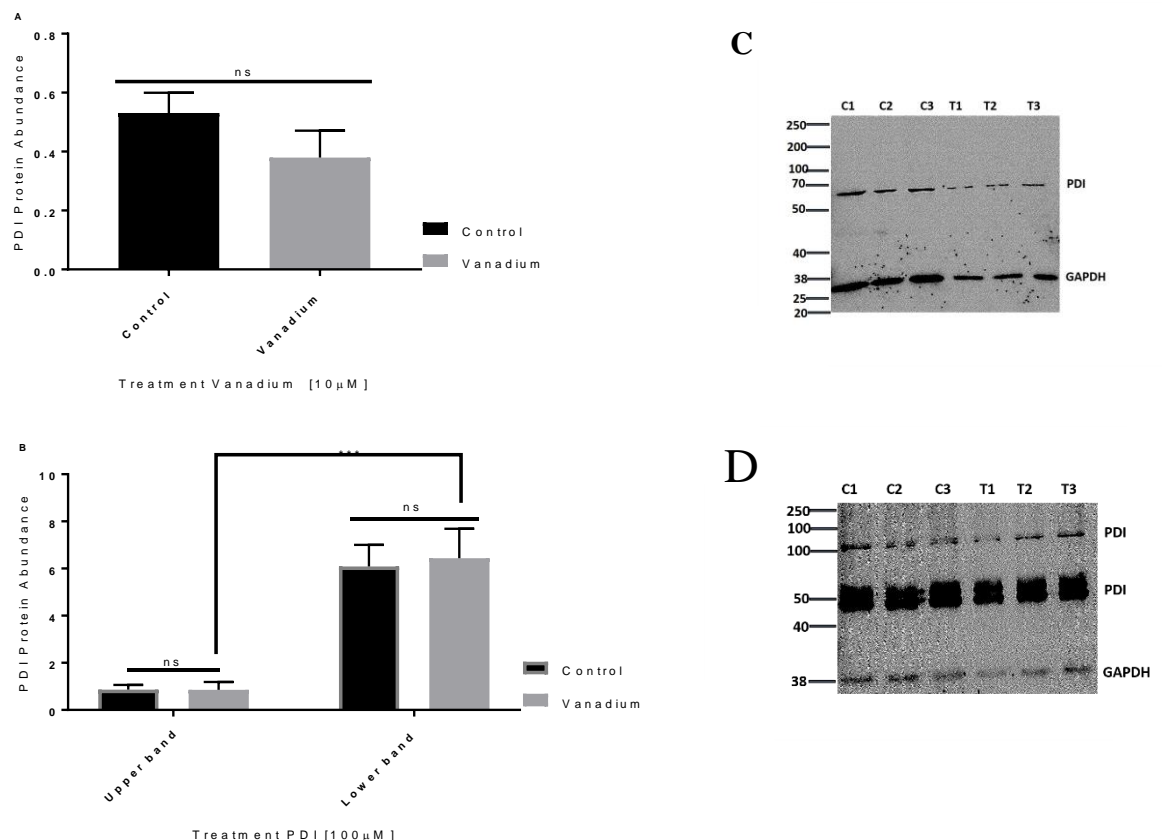 A
PDI Protein Abundance
0.8
0.6
0.4
0.2
0.0
ns
Control
Vanadium
Control
Vanadium
Treatment Vanadium [10µM]
C
C1 C2 C3 T1 T2 T3
250
200
100
70
50
40
38
25
20
PDI
GAPDH
B
PDI Protein Abundance
10
8
6
4
2
0
***
ns
ns
Control
Vanadium
Upper band
Lower band
Treatment PDI [100µM]
D
C1 C2 C3 T1 T2 T3
250
100
100
50
40
38
PDI
PDI
GAPDH